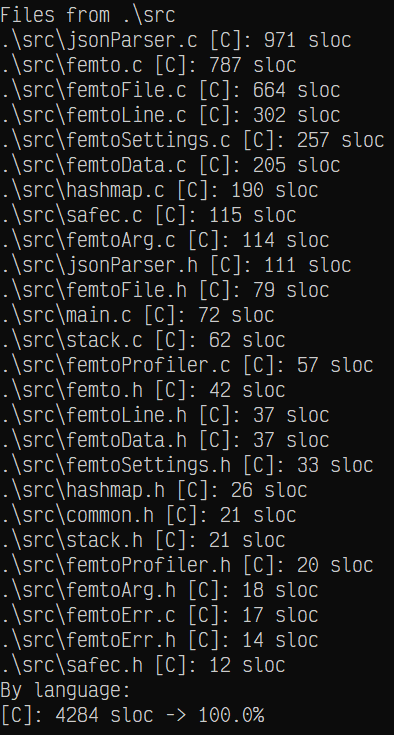 Files from .\src
.\src\jsonParser.c [C]: 971 sloc
.\src\femto.c [C]: 787 sloc
.\src\femtoFile.c [C]: 664 sloc
.\src\femtoLine.c [C]: 302 sloc
.\src\femtoSettings.c [C]: 257 sloc
.\src\femtoData.c [C]: 205 sloc
.\src\hashmap.c [C]: 190 sloc
.\src\safec.c [C]: 115 sloc
.\src\femtoArg.c [C]: 114 sloc
.\src\jsonParser.h [C]: 111 sloc
.\src\femtoFile.h [C]: 79 sloc
.\src\main.c [C]: 72 sloc
.\src\stack.c [C]: 62 sloc
.\src\femtoProfiler.c [C]: 57 sloc
.\src\femto.h [C]: 42 sloc
.\src\femtoLine.h [C]: 37 sloc
.\src\femtoData.h [C]: 37 sloc
.\src\femtoSettings.h [C]: 33 sloc
.\src\hashmap.h [C]: 26 sloc
.\src\common.h [C]: 21 sloc
.\src\stack.h [C]: 21 sloc
.\src\femtoProfiler.h [C]: 20 sloc
.\src\femtoArg.h [C]: 18 sloc
.\src\femtoErr.c [C]: 17 sloc
.\src\femtoErr.h [C]: 14 sloc
.\src\safec.h [C]: 12 sloc
By language:
[C]: 4284 sloc -> 100.0%